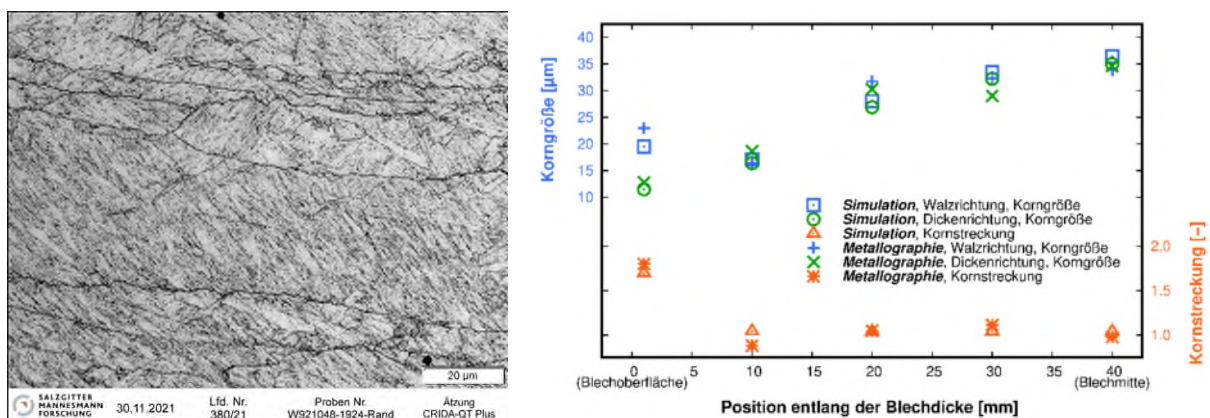 20 µm
SALZGITTER
MANNESMANN
FORSCHUNG
30.11.2021
Lfd. Nr.
380/21
Proben Nr.
W921048-1924-Rand
Ätzung
CRIDA-QT Plus
Korngröße [µm]
40
35
30
25
20
15
10
Simulation, Walzrichtung, Korngröße
Simulation, Dickenrichtung, Korngröße
Simulation, Kornstreckung
Metallographie, Walzrichtung, Korngröße
Metallographie, Dickenrichtung, Korngröße
Metallographie, Kornstreckung
2.0
1.5
1.0
Kornstreckung [–]
0 5 10 15 20 25 30 35 40
(Blechoberfläche) (Blechmitte)
Position entlang der Blechdicke [mm]